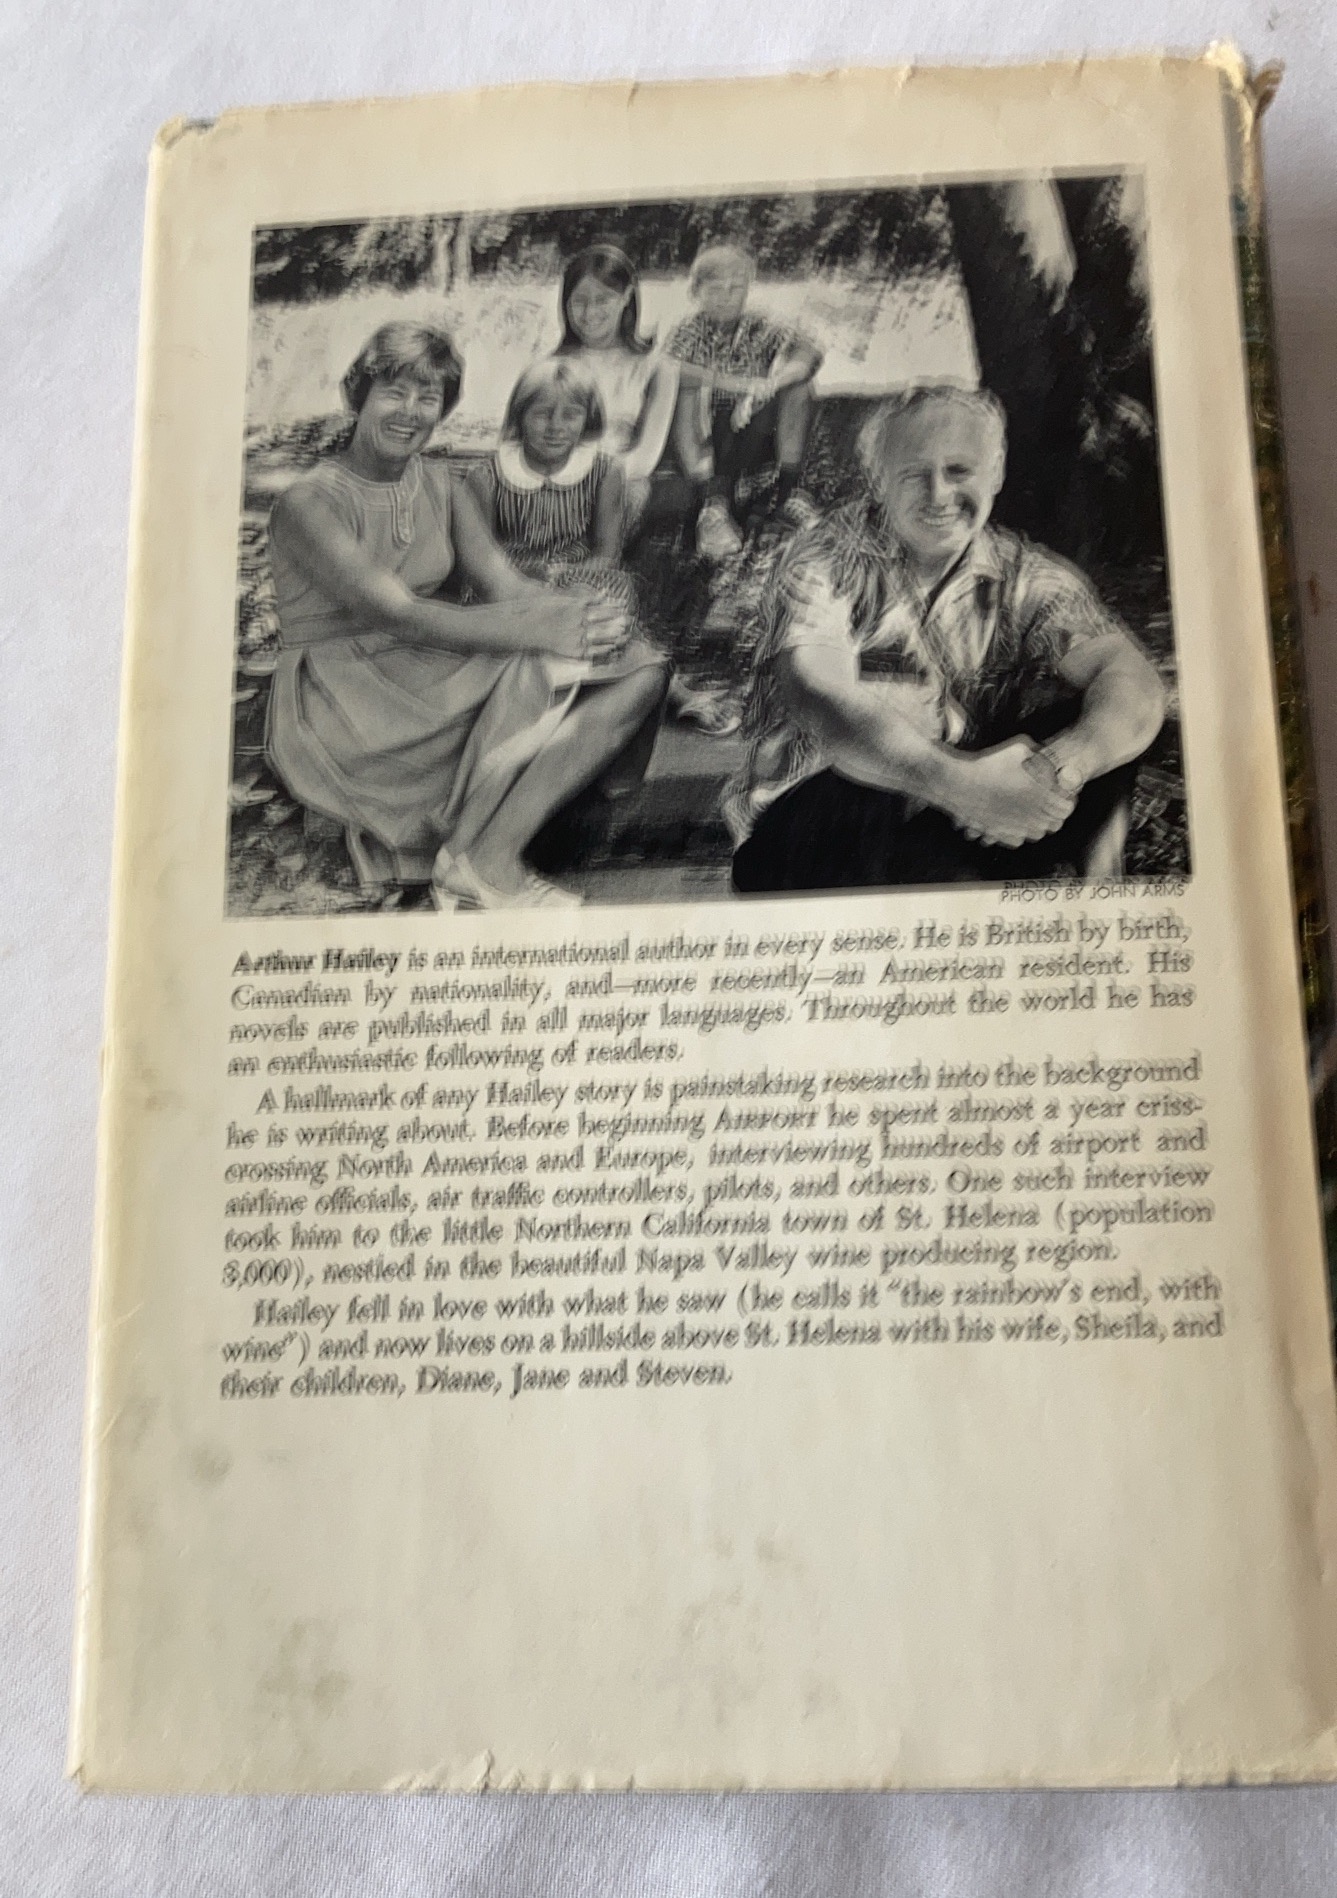 PHOTO BY JOHN ARMS
Arthur Hailey is an international author in every sense. He is British by birth,
Canadian by nationality, and—more recently—an American resident. His
novels are published in all major languages. Throughout the world he has
an enthusiastic following of readers.
A hallmark of any Hailey story is painstaking research into the background
he is writing about. Before beginning AIRPORT he spent almost a year criss-
crossing North America and Europe, interviewing hundreds of airport and
airline officials, air traffic controllers, pilots, and others. One such interview
took him to the little Northern California town of St. Helena (population
3,000), nestled in the beautiful Napa Valley wine producing region.
Hailey fell in love with what he saw (he calls it "the rainbow's end, with
wine") and now lives on a hillside above St. Helena with his wife, Sheila, and
their children, Diane, Jane and Steven.